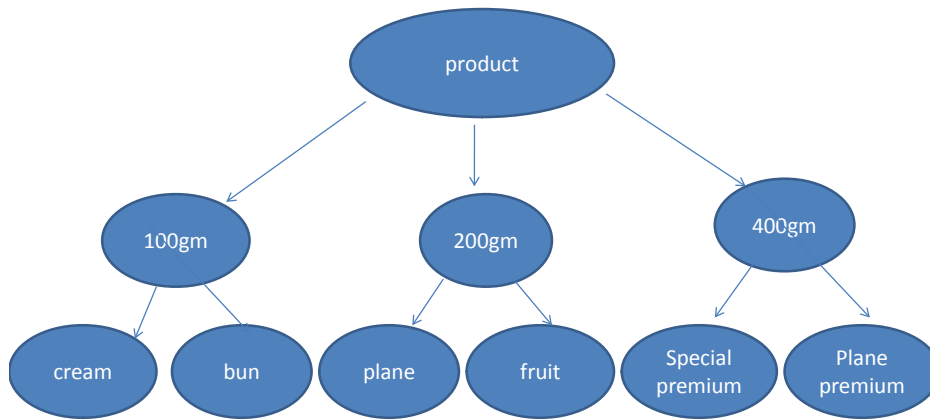 product
100gm
200gm
400gm
cream
bun
plane
fruit
Special
premium
Plane
premium